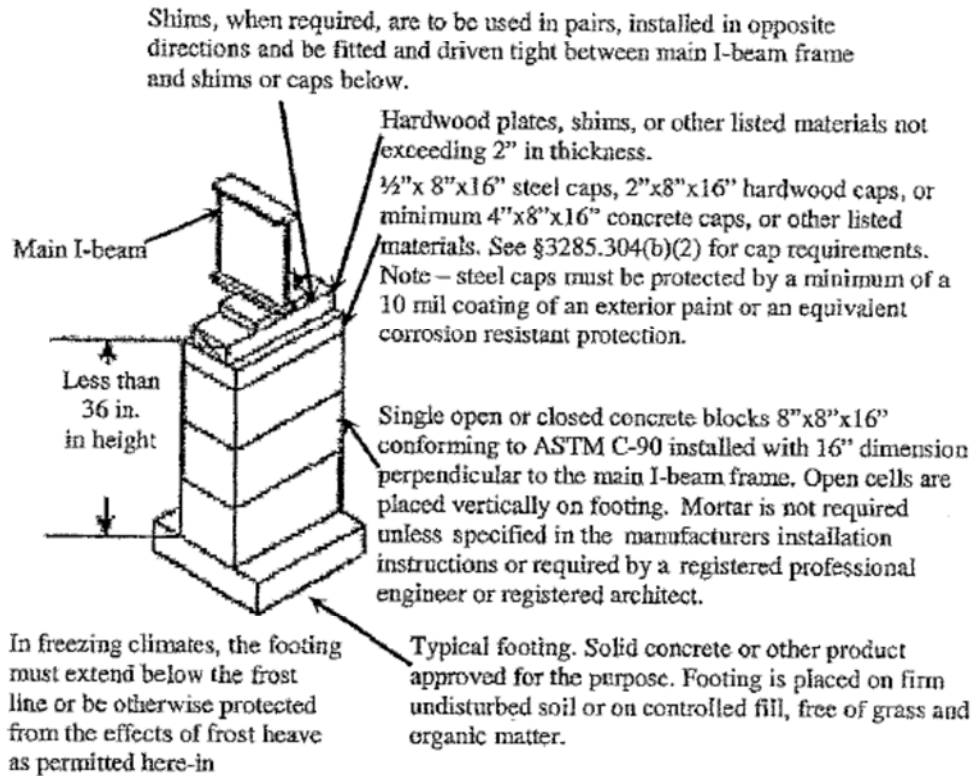 Shims, when required, are to be used in pairs, installed in opposite
directions and be fitted and driven tight between main I-beam frame
and shims or caps below.
Hardwood plates, shims, or other listed materials not
exceeding 2" in thickness.
½"x 8"x16" steel caps, 2"x8"x16" hardwood caps, or
minimum 4"x8"x16" concrete caps, or other listed
materials. See §3285.304(b)(2) for cap requirements.
Note – steel caps must be protected by a minimum of a
10 mil coating of an exterior paint or an equivalent
corrosion resistant protection.
Main I-beam
Less than
36 in.
in height
Single open or closed concrete blocks 8"x8"x16"
conforming to ASTM C-90 installed with 16" dimension
perpendicular to the main I-beam frame. Open cells are
placed vertically on footing. Mortar is not required
unless specified in the manufacturers installation
instructions or required by a registered professional
engineer or registered architect.
In freezing climates, the footing
must extend below the frost
line or be otherwise protected
from the effects of frost heave
as permitted here-in
Typical footing. Solid concrete or other product
approved for the purpose. Footing is placed on firm
undisturbed soil or on controlled fill, free of grass and
organic matter.